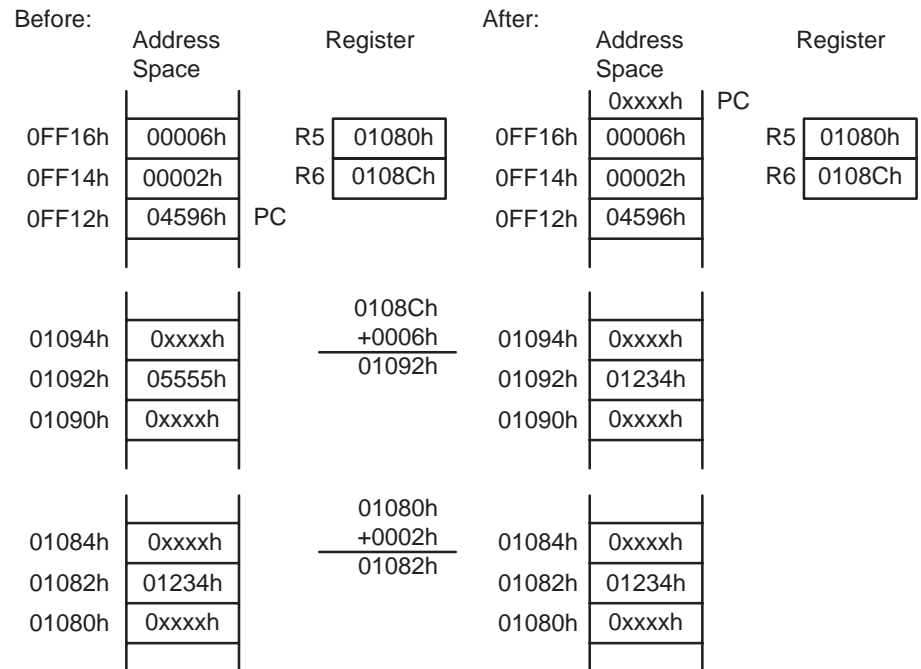 Before:
After:
Address Space
Register
Address Space
Register
0xxxxh PC
0FF16h 00006h R5 01080h 0FF16h 00006h R5 01080h
0FF14h 00002h R6 0108Ch 0FF14h 00002h R6 0108Ch
0FF12h 04596h PC 0FF12h 04596h
0108Ch
01094h 0xxxxh +0006h 01094h 0xxxxh
01092h 05555h 01092h 01092h 01234h
01090h 0xxxxh 01090h 0xxxxh
01080h
01084h 0xxxxh +0002h 01084h 0xxxxh
01082h 01234h 01082h 01082h 01234h
01080h 0xxxxh 01080h 0xxxxh